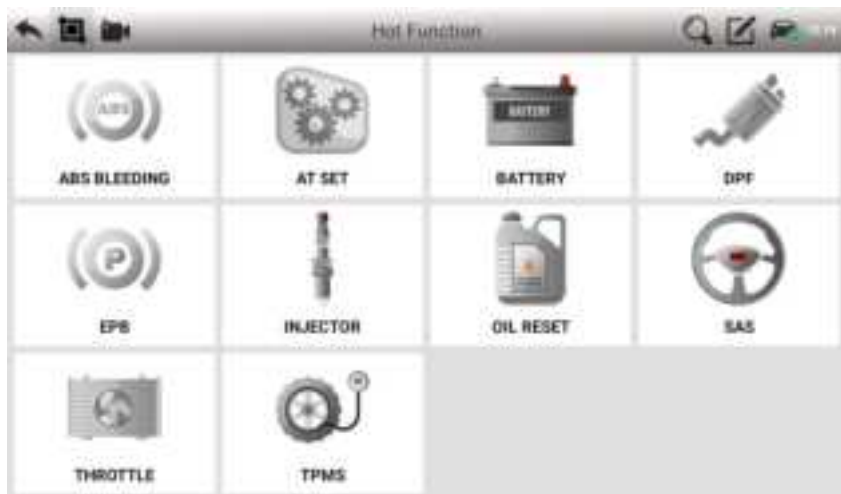 Hot Function
ABS
BATTERY
ABS BLEEDING
AT SET
BATTERY
DPF
P
EPB
INJECTOR
OIL RESET
SAS
THROTTLE
TPMS